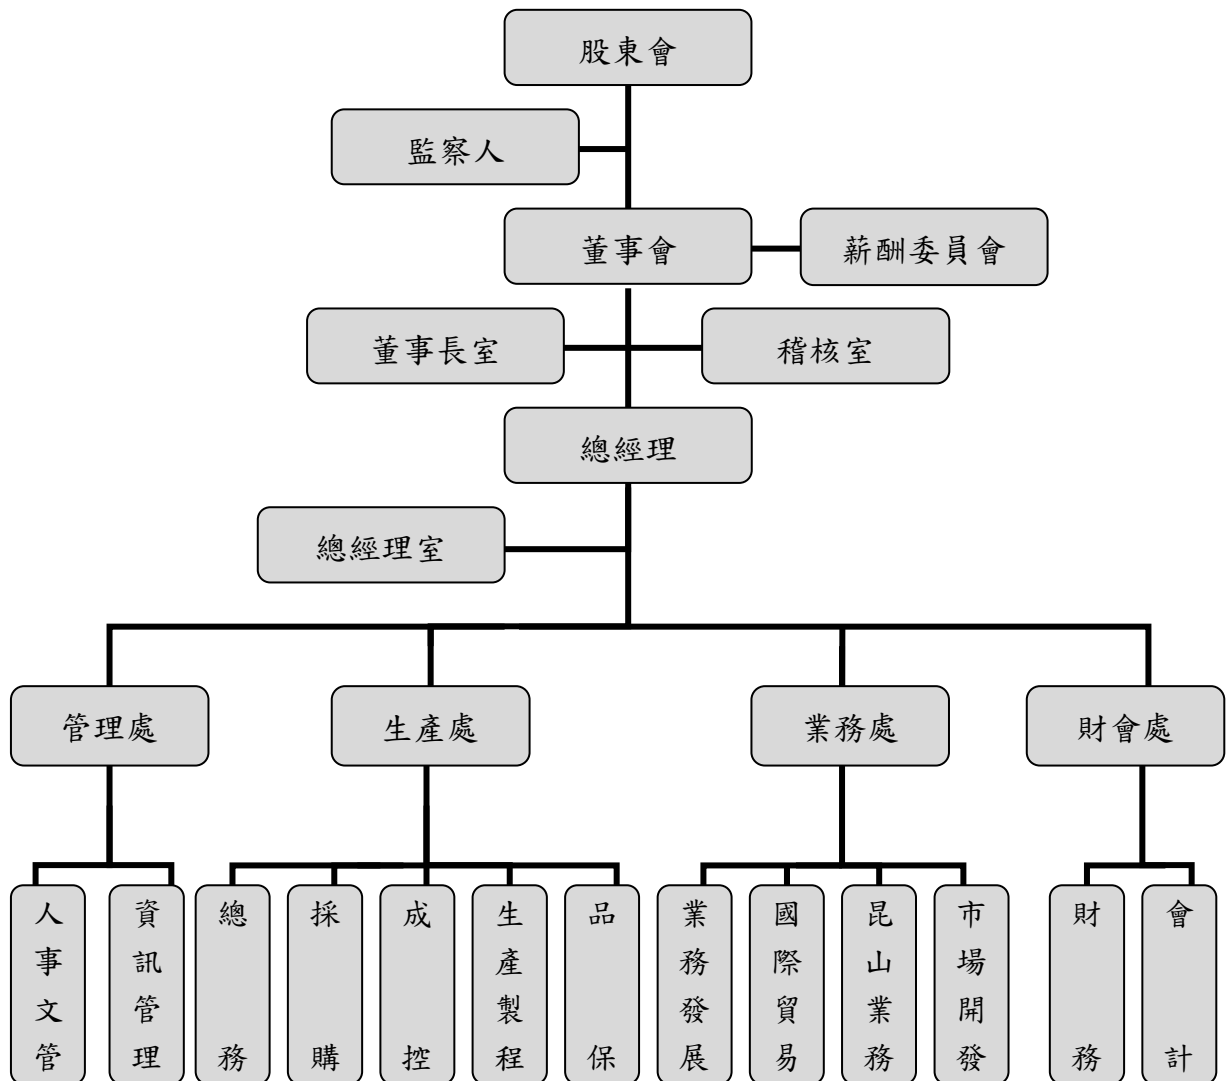 股東會
監察人
董事會
薪酬委員會
董事長室
稽核室
總經理
總經理室
管理處
生產處
業務處
財會處
人事文管
資訊管理
總務
採購
成控
生產製程
品保
業務發展
國際貿易
昆山業務
市場開發
財務
會計